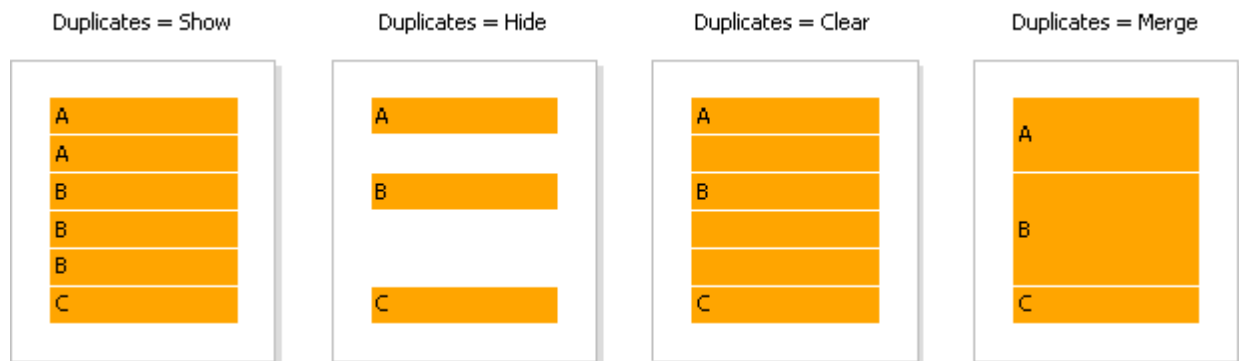 Duplicates = Show
Duplicates = Hide
Duplicates = Clear
Duplicates = Merge
A
A
B
B
B
C
A
B
C
A
B
C
A
B
C